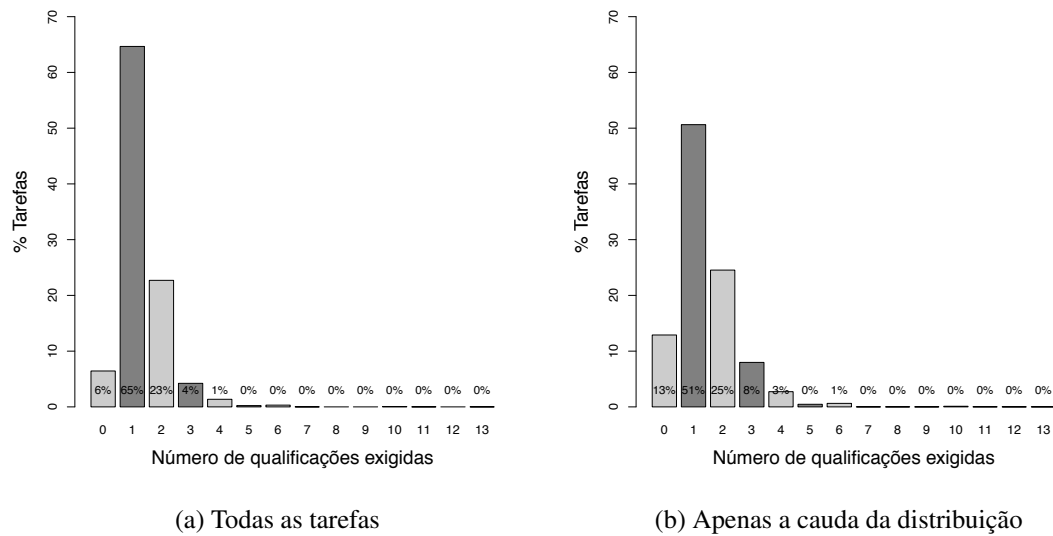 70
60
50
40
30
20
10
0
% Tarefas
6% 65% 23% 4% 1% 0% 0% 0% 0% 0% 0% 0% 0% 0%
0 1 2 3 4 5 6 7 8 9 10 11 12 13
Número de qualificações exigidas
(a) Todas as tarefas
70
60
50
40
30
20
10
0
% Tarefas
13% 51% 25% 8% 3% 0% 1% 0% 0% 0% 0% 0% 0% 0%
0 1 2 3 4 5 6 7 8 9 10 11 12 13
Número de qualificações exigidas
(b) Apenas a cauda da distribuição